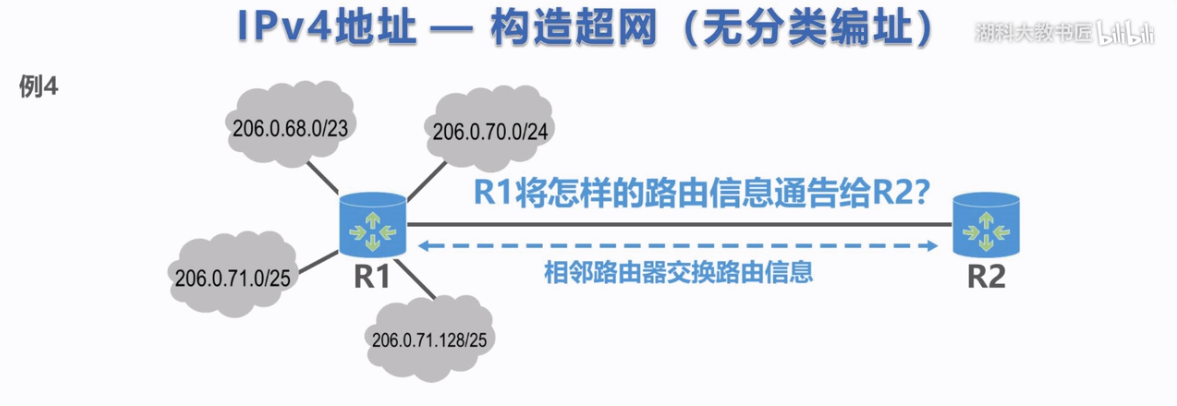 IPv4地址 — 构造超网（无分类编址）
湖科大教书匠 bilibili
例4
206.0.68.0/23
206.0.70.0/24
R1将怎样的路由信息通告给R2？
206.0.71.0/25
R1
相邻路由器交换路由信息
R2
206.0.71.128/25